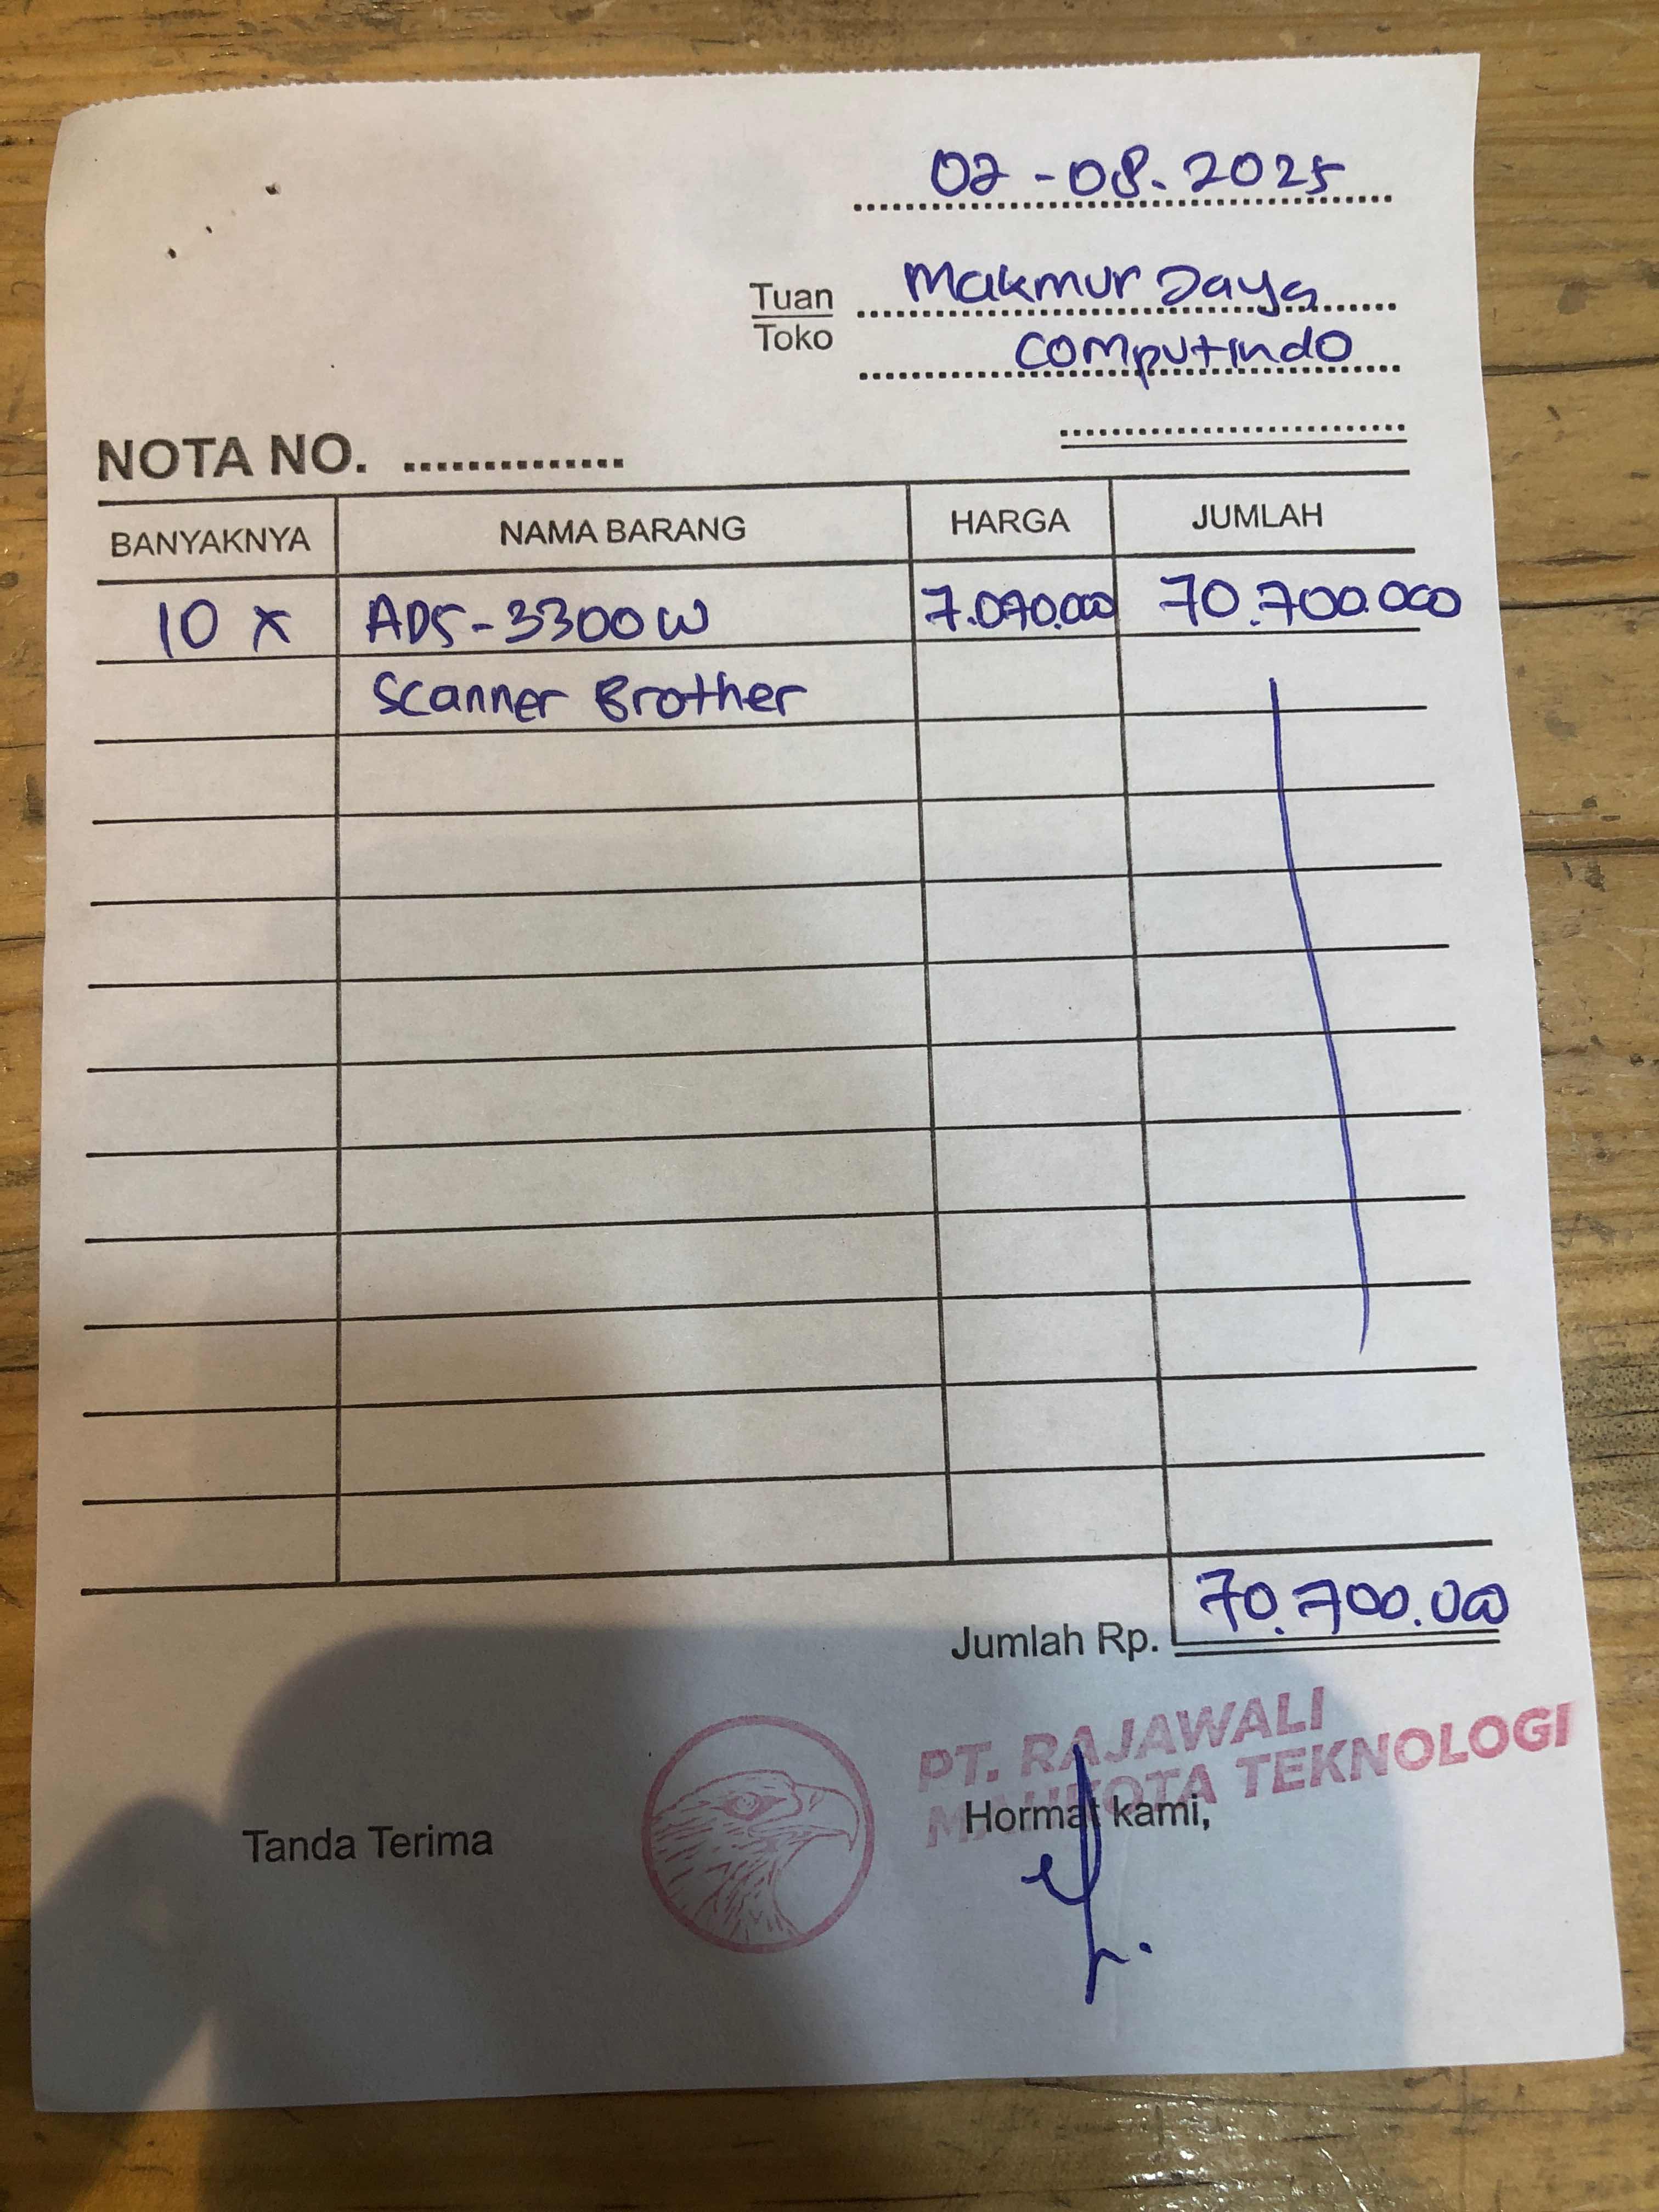 02-08.2025
Tuan
Toko
Makmur Jaya
Computindo
NOTA NO. ..............
BANYAKNYA NAMA BARANG HARGA JUMLAH
10 x ADS-3300W 7.070.000 70.700.000
Scanner Brother
Jumlah Rp. 70.700.000
PT. RAJAWALI
MAHKOTA TEKNOLOGI
Tanda Terima
Hormat kami,